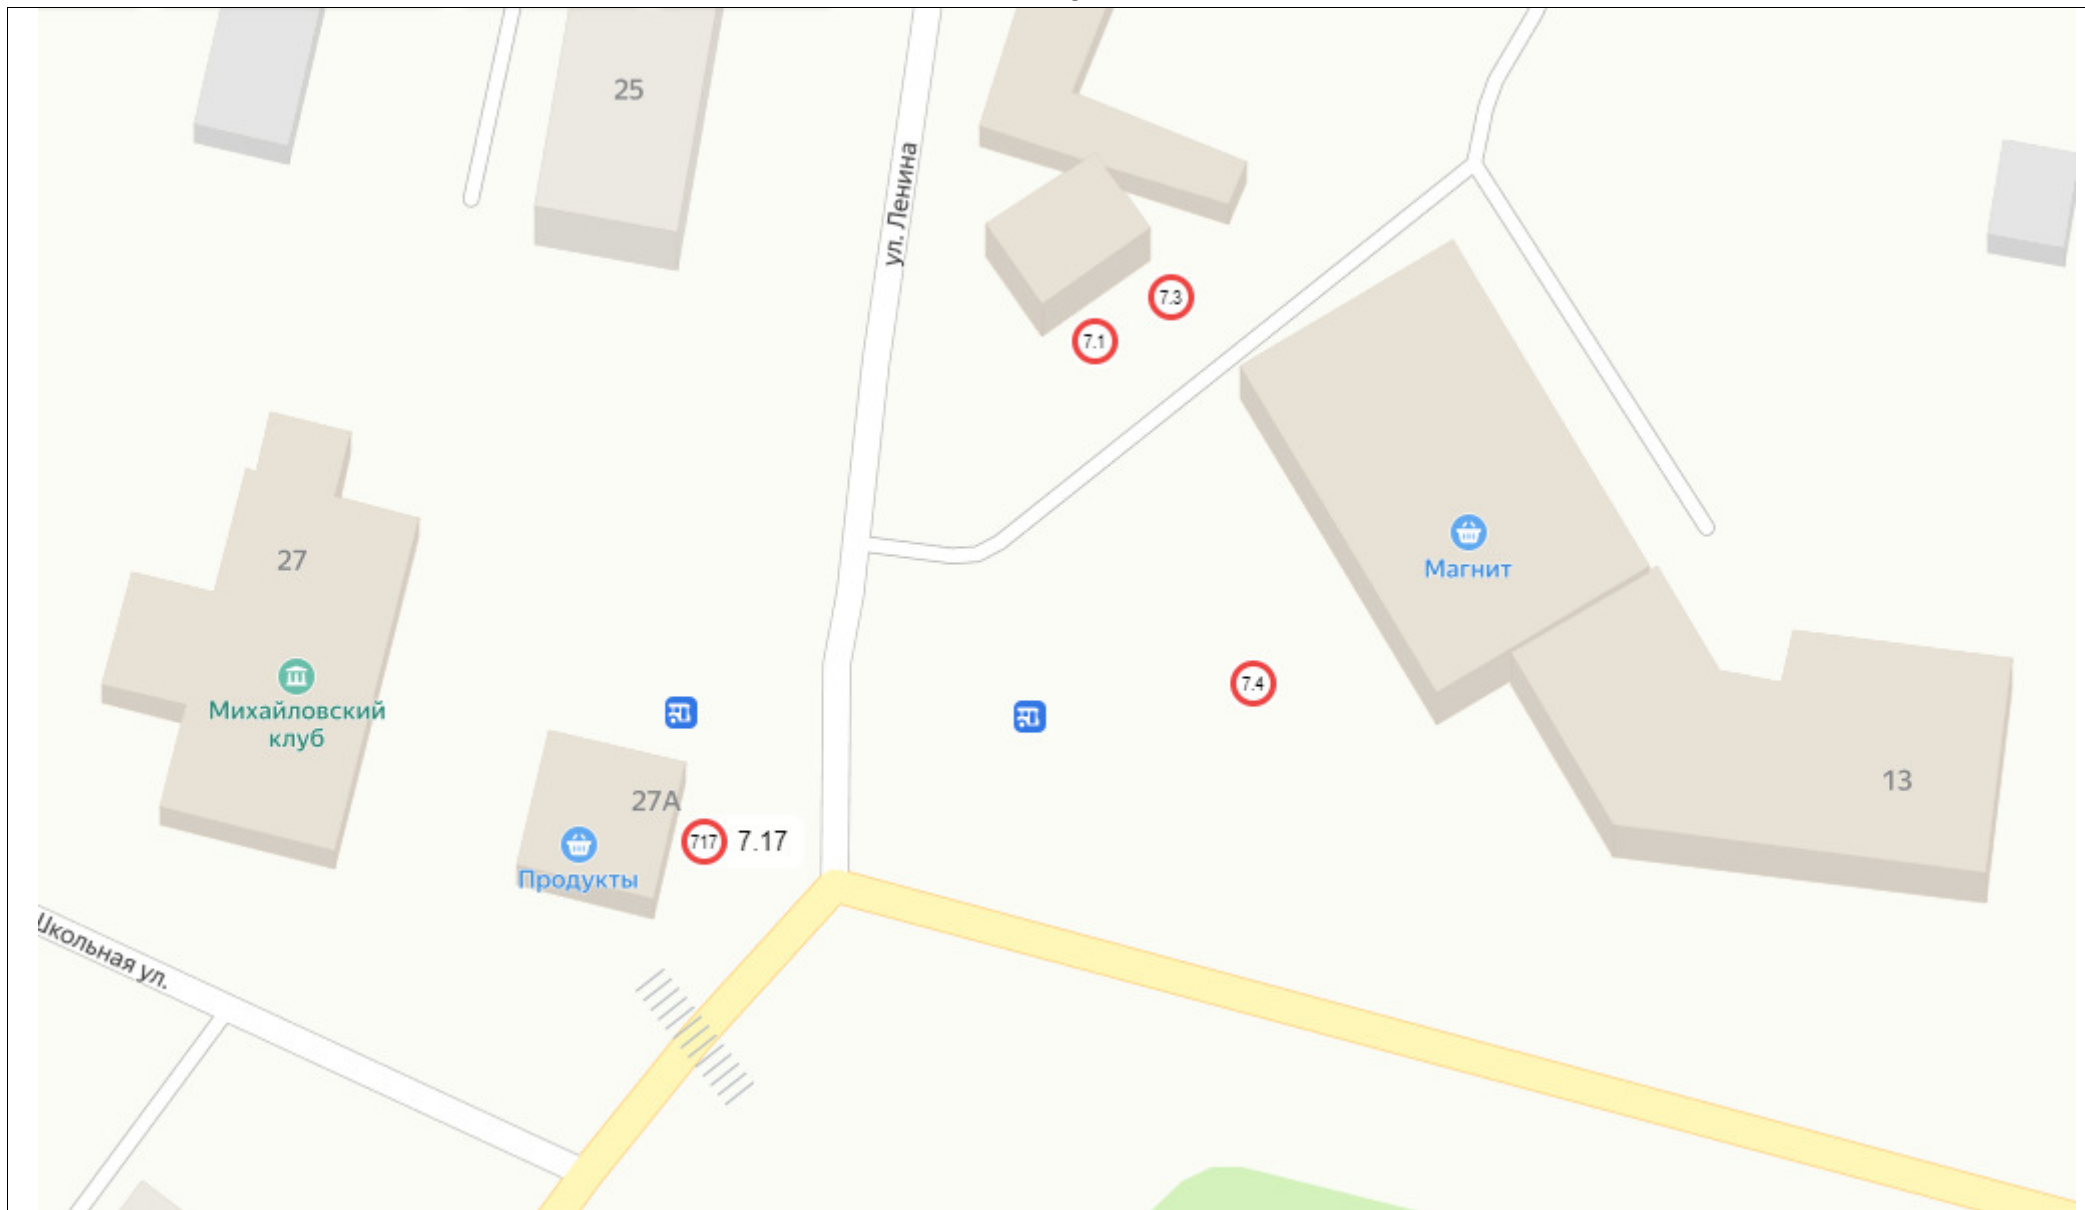 25
ул. Ленина
7.3
7.1
27
Магнит
7.4
Михайловский
клуб
13
27А
717
7.17
Продукты
Школьная ул.